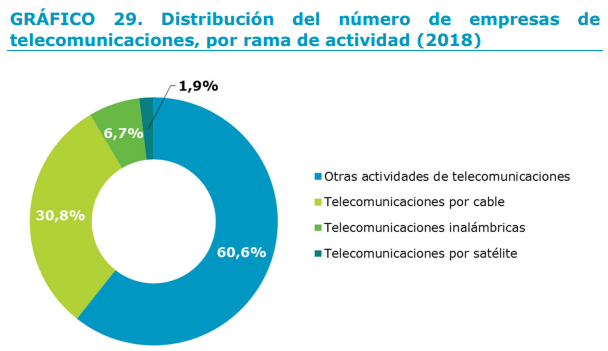 GRÁFICO 29. Distribución del número de empresas de
telecomunicaciones, por rama de actividad (2018)
1,9%
6,7%
30,8%
60,6%
Otras actividades de telecomunicaciones
Telecomunicaciones por cable
Telecomunicaciones inalámbricas
Telecomunicaciones por satélite